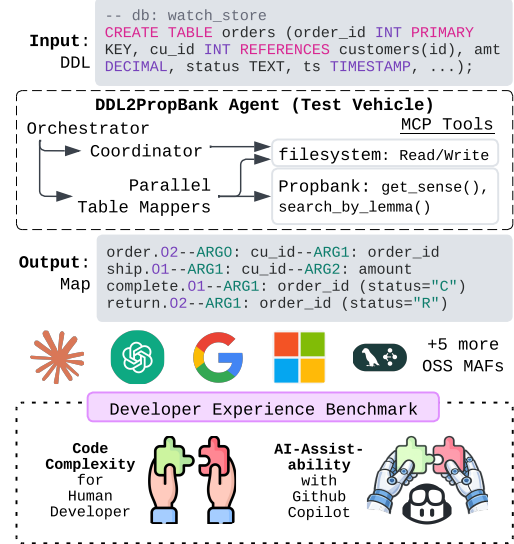 -- db: watch_store
Input:
DDL
CREATE TABLE orders (order_id INT PRIMARY
KEY, cu_id INT REFERENCES customers(id), amt
DECIMAL, status TEXT, ts TIMESTAMP, ...);
DDL2PropBank Agent (Test Vehicle)
Orchestrator
MCP Tools
Coordinator
filesystem: Read/Write
Parallel
Table Mappers
Propbank: get_sense(),
search_by_lemma()
Output:
Map
order.02--ARG0: cu_id--ARG1: order_id
ship.01--ARG1: cu_id--ARG2: amount
complete.01--ARG1: order_id (status="C")
return.02--ARG1: order_id (status="R")
+5 more
OSS MAFs
Developer Experience Benchmark
Code
Complexity
for
Human
Developer
AI-Assist-
ability
with
Github
Copilot